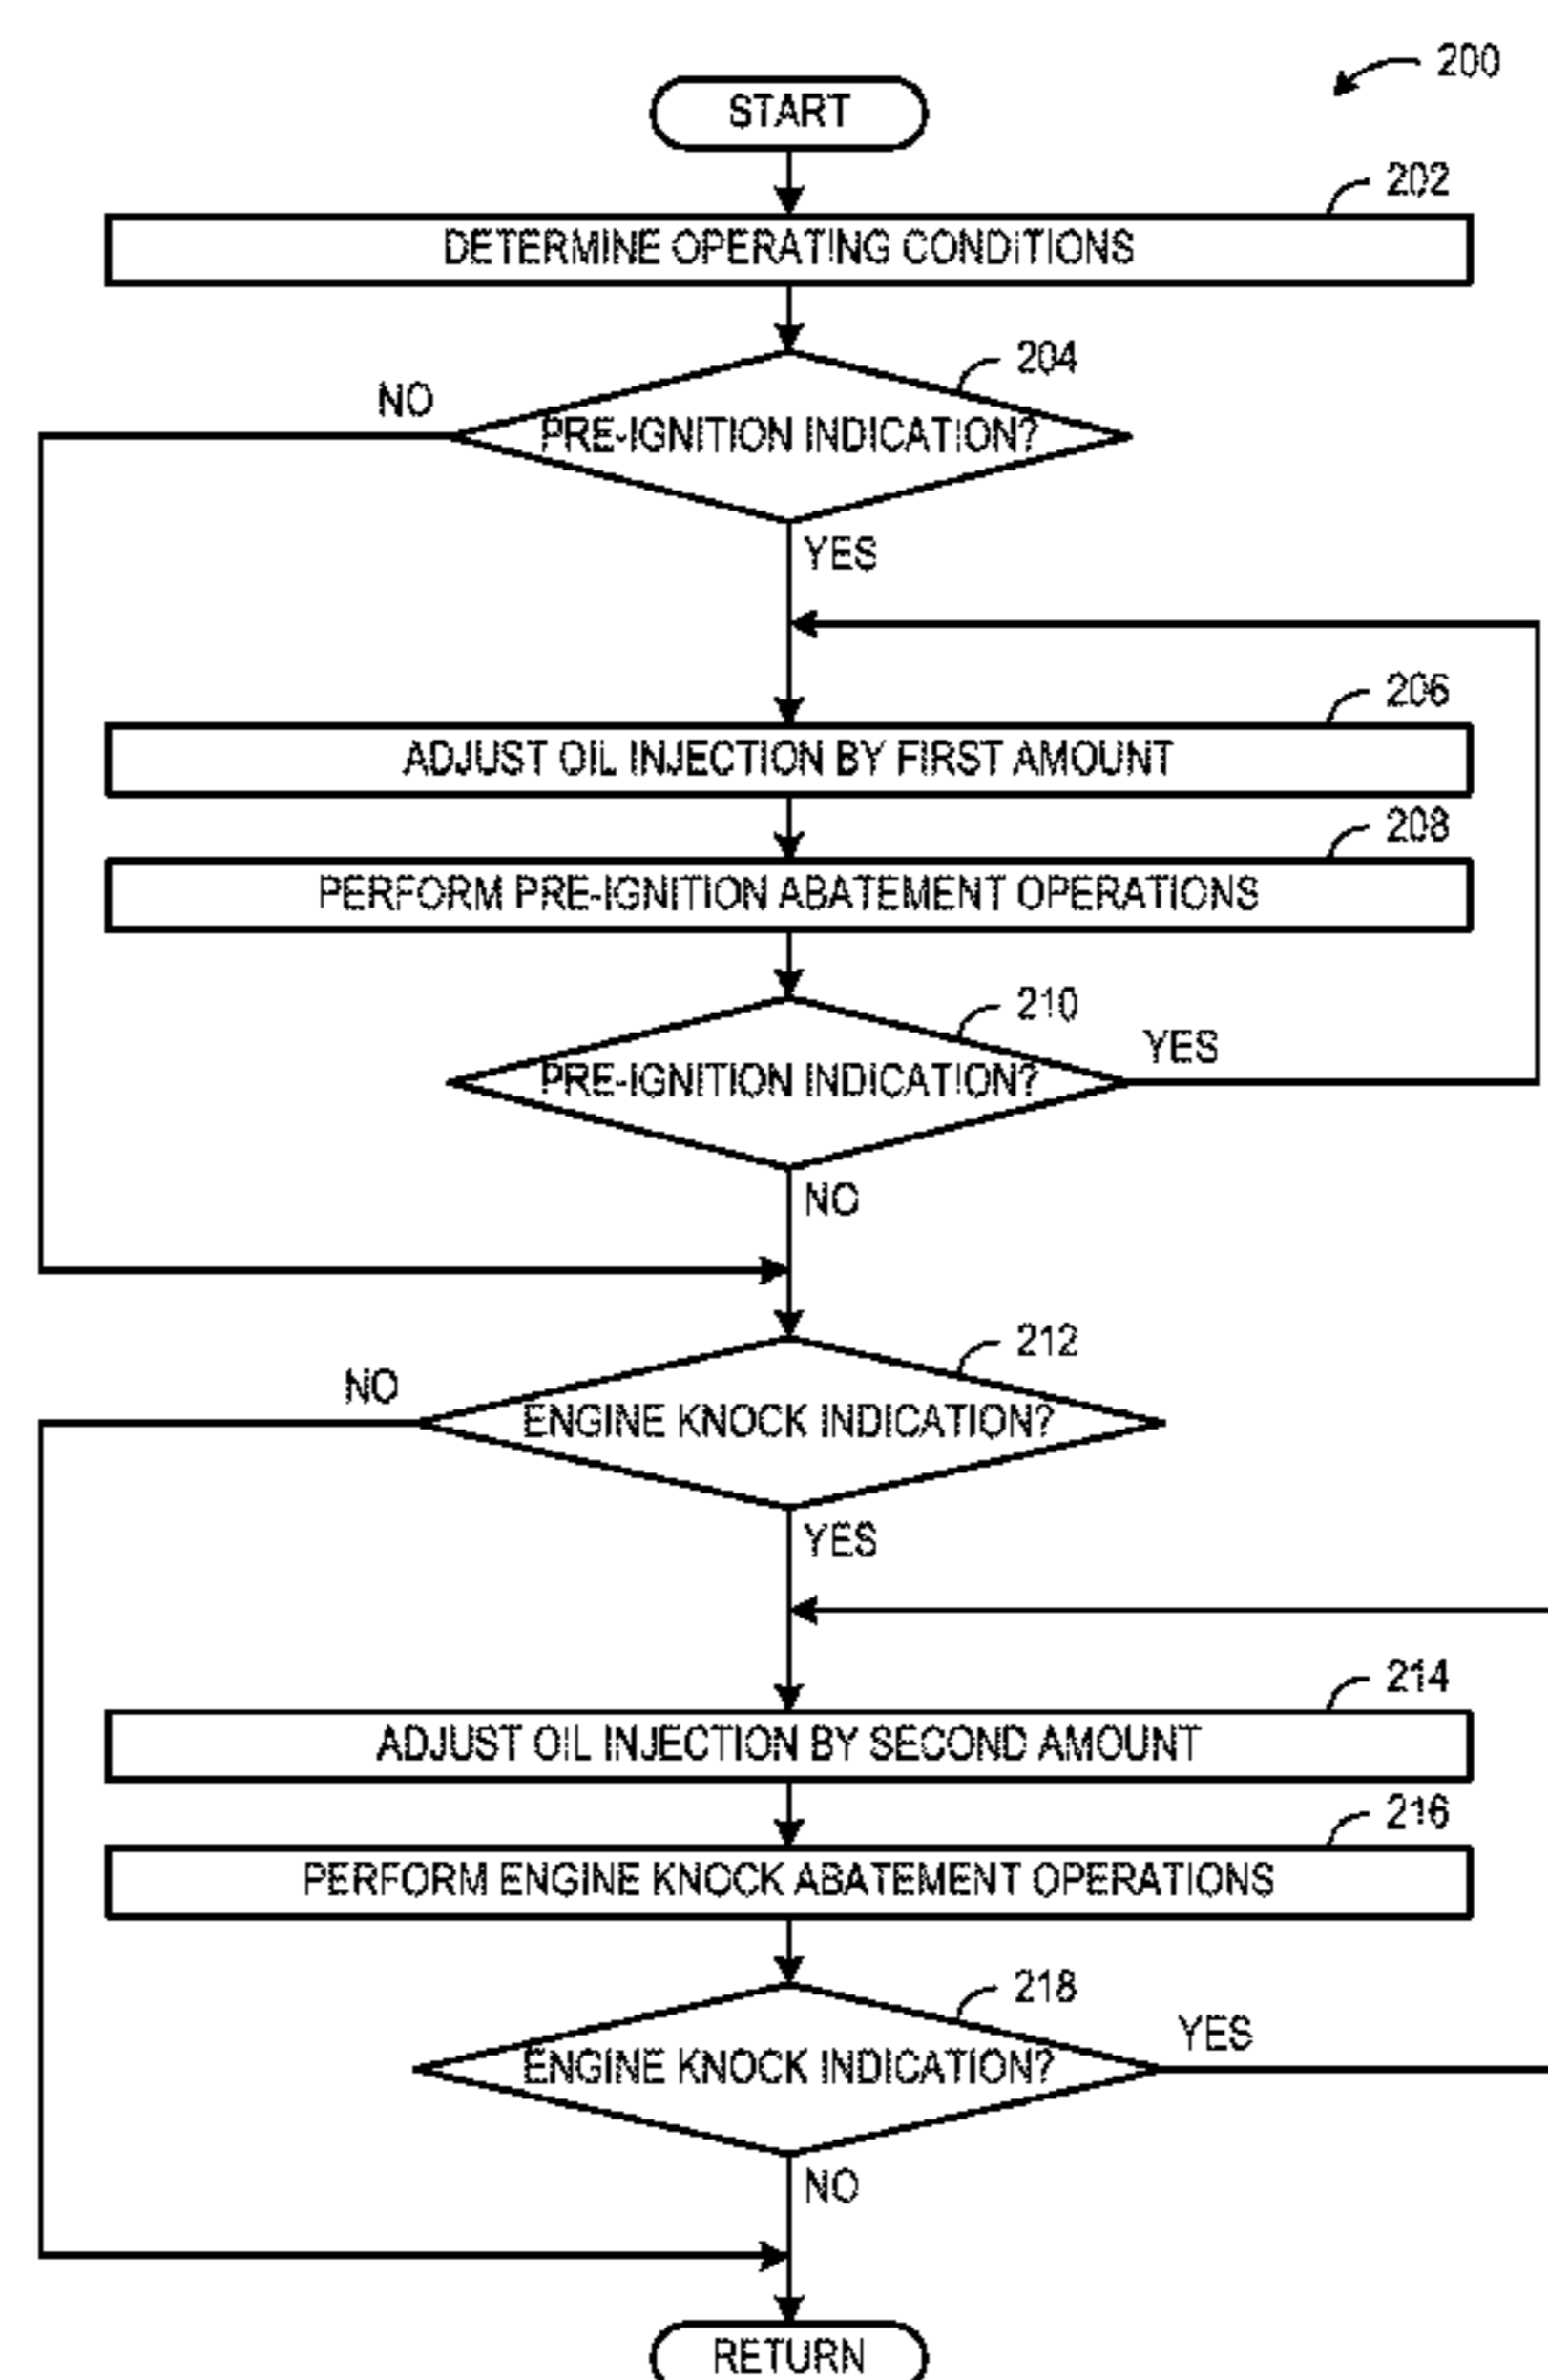 200
START
202
DETERMINE OPERATING CONDITIONS
204
NO
PRE-IGNITION INDICATION?
YES
206
ADJUST OIL INJECTION BY FIRST AMOUNT
208
PERFORM PRE-IGNITION ABATEMENT OPERATIONS
210
YES
PRE-IGNITION INDICATION?
NO
212
NO
ENGINE KNOCK INDICATION?
YES
214
ADJUST OIL INJECTION BY SECOND AMOUNT
216
PERFORM ENGINE KNOCK ABATEMENT OPERATIONS
218
YES
ENGINE KNOCK INDICATION?
NO
RETURN